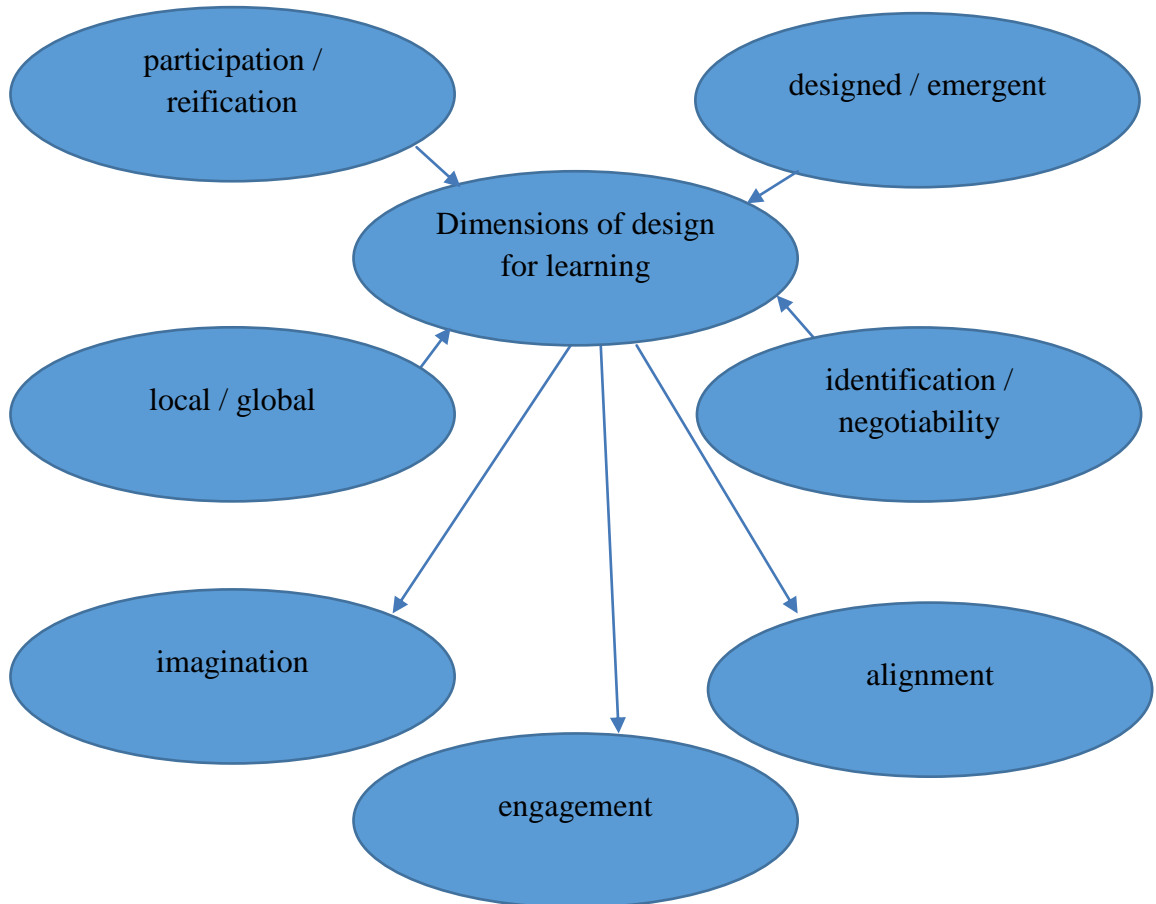 participation /
reification
designed / emergent
Dimensions of design
for learning
local / global
identification /
negotiability
imagination
alignment
engagement